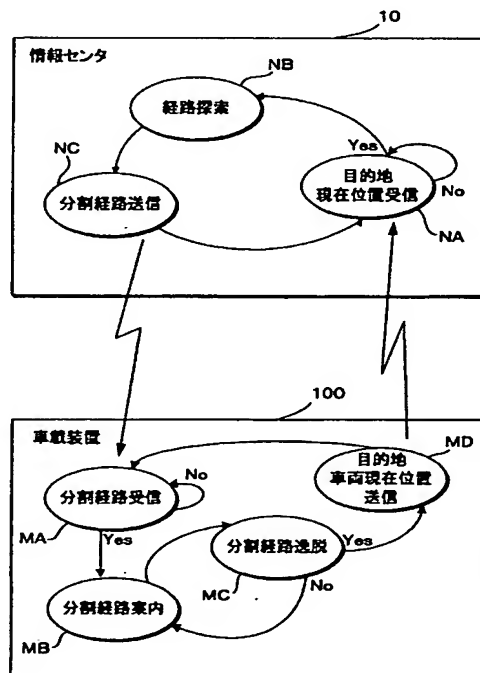 10
情報センタ
NB
経路探索
NC
Yes
分割経路送信
目的地
現在位置受信
No
NA
100
車載装置
MD
目的地
車両現在位置
送信
No
分割経路受信
MA
Yes
分割経路逸脱
Yes
MC
No
分割経路案内
MB